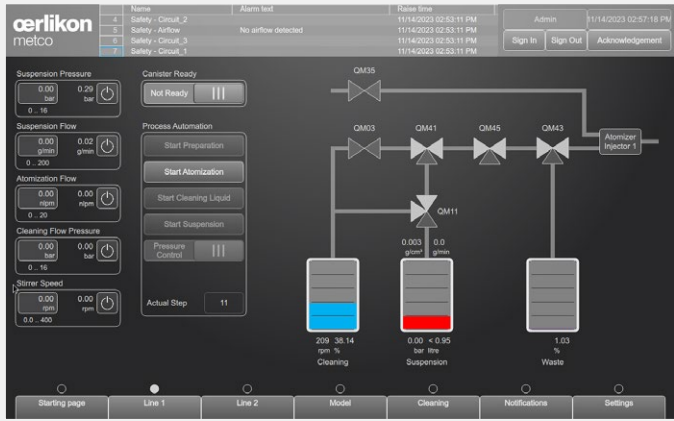 œrlikon
metco
Name Alarm text Raise time
4 Safety - Circuit_2 11/14/2023 02:53:11 PM
5 Safety - Airflow No airflow detected 11/14/2023 02:53:11 PM
6 Safety - Circuit_3 11/14/2023 02:53:11 PM
7 Safety - Circuit_1 11/14/2023 02:53:11 PM
Admin 11/14/2023 02:57:18 PM
Sign In Sign Out Acknowledgement
Suspension Pressure
0.00 bar 0.29 bar
0 .. 16
Suspension Flow
0.00 g/min 0.02 g/min
0 .. 200
Atomization Flow
0.00 nlpm 0.00 nlpm
0 .. 20
Cleaning Flow Pressure
0.00 bar 0.00 bar
0 .. 16
Stirrer Speed
0.00 rpm 0.00 rpm
0.0 .. 400
Canister Ready
Not Ready
Process Automation
Start Preparation
Start Atomization
Start Cleaning Liquid
Start Suspension
Pressure Control
Actual Step 11
QM35
QM03 QM41 QM45 QM43
Atomizer
Injector 1
QM11
0.003 0.0
g/cm³ g/min
209 38.14
rpm %
Cleaning
0.00 < 0.95
bar litre
Suspension
1.03
%
Waste
Starting page Line 1 Line 2 Model Cleaning Notifications Settings